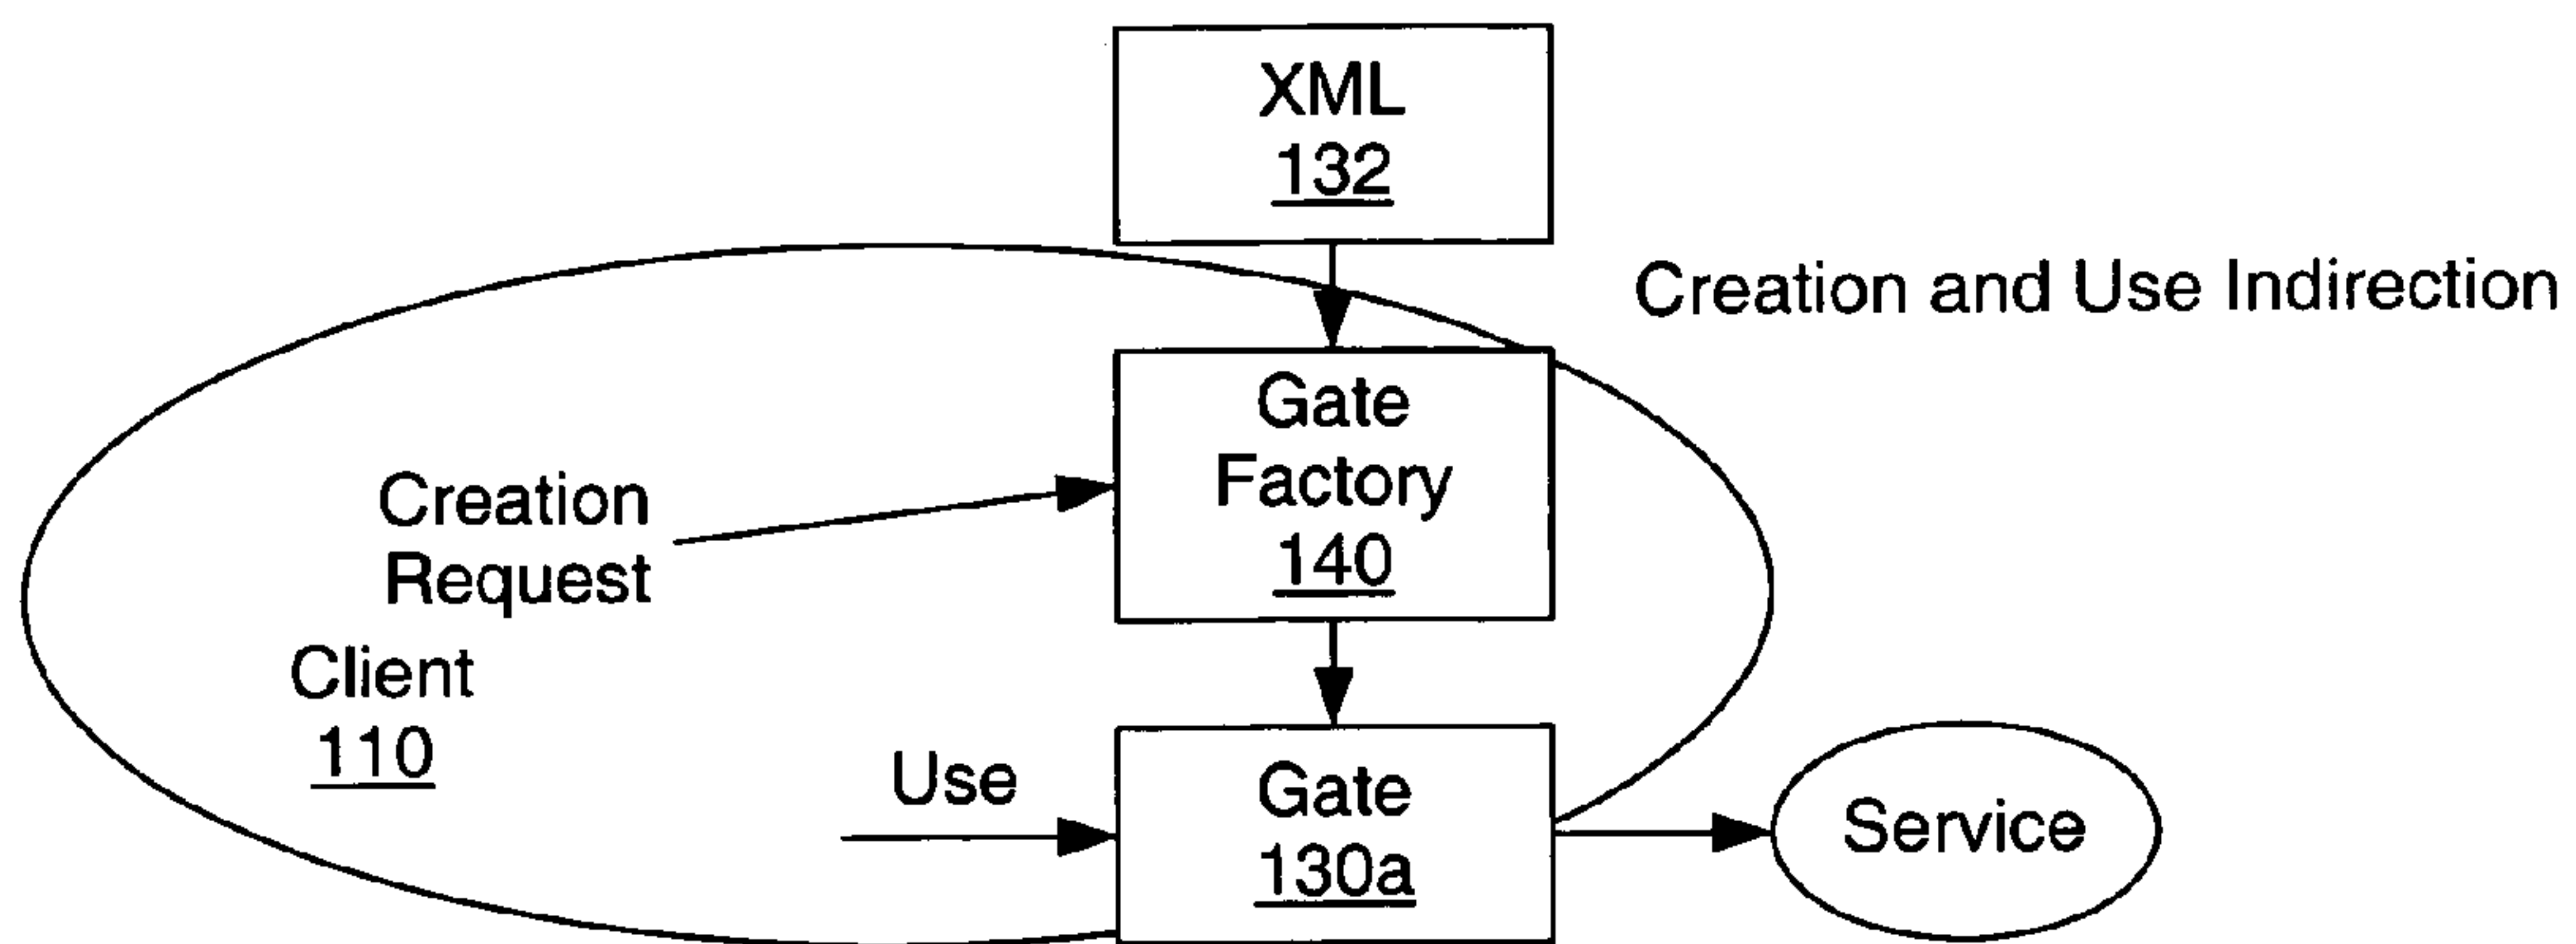 XML
132
Creation and Use Indirection
Gate
Factory
140
Creation
Request
Client
110
Use
Gate
130a
Service